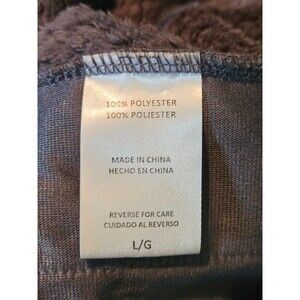 100% POLYESTER
100% POLIESTER
MADE IN CHINA
HECHO EN CHINA
REVERSE FOR CARE
CUIDADO AL REVERSO
L/G